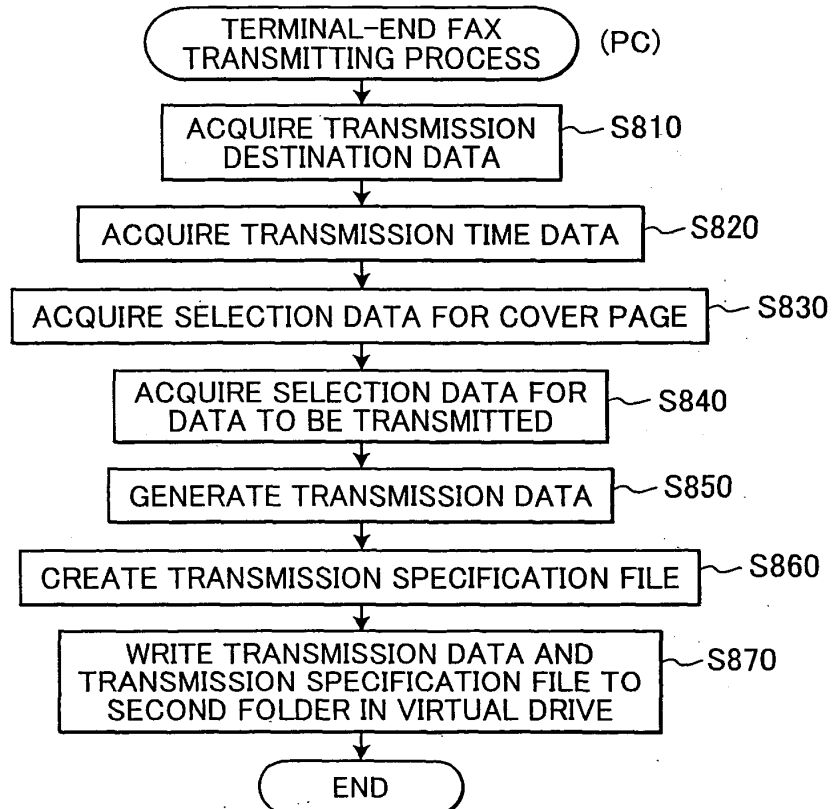 TERMINAL-END FAX
TRANSMITTING PROCESS
(PC)
ACQUIRE TRANSMISSION
DESTINATION DATA
S810
ACQUIRE TRANSMISSION TIME DATA
S820
ACQUIRE SELECTION DATA FOR COVER PAGE
S830
ACQUIRE SELECTION DATA FOR
DATA TO BE TRANSMITTED
S840
GENERATE TRANSMISSION DATA
S850
CREATE TRANSMISSION SPECIFICATION FILE
S860
WRITE TRANSMISSION DATA AND
TRANSMISSION SPECIFICATION FILE TO
SECOND FOLDER IN VIRTUAL DRIVE
S870
END